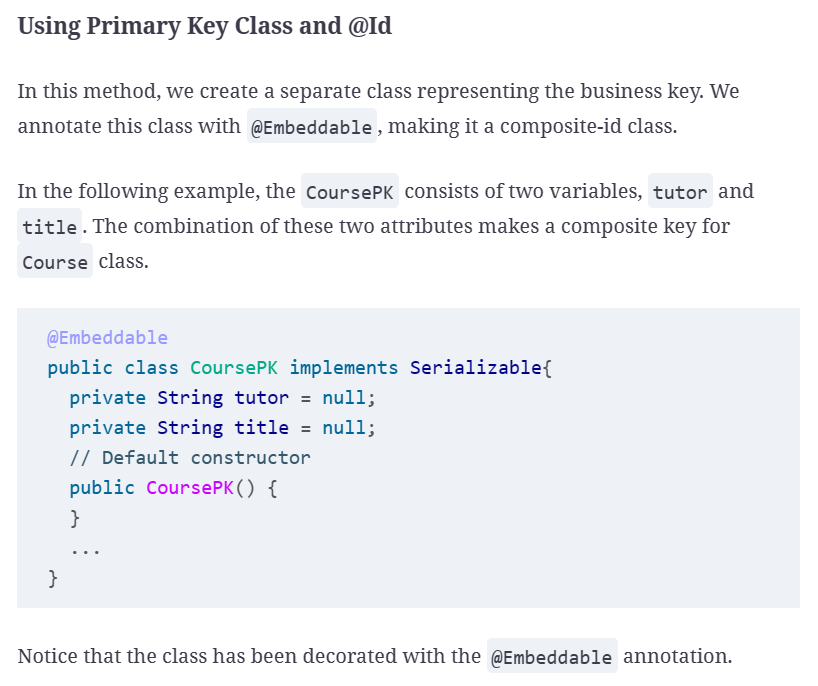 Using Primary Key Class and @Id
In this method, we create a separate class representing the business key. We
annotate this class with @Embeddable, making it a composite-id class.
In the following example, the CoursePK consists of two variables, tutor and
title. The combination of these two attributes makes a composite key for
Course class.
@Embeddable
public class CoursePK implements Serializable{
  private String tutor = null;
  private String title = null;
  // Default constructor
  public CoursePK() {
  }
  ...
}
Notice that the class has been decorated with the @Embeddable annotation.